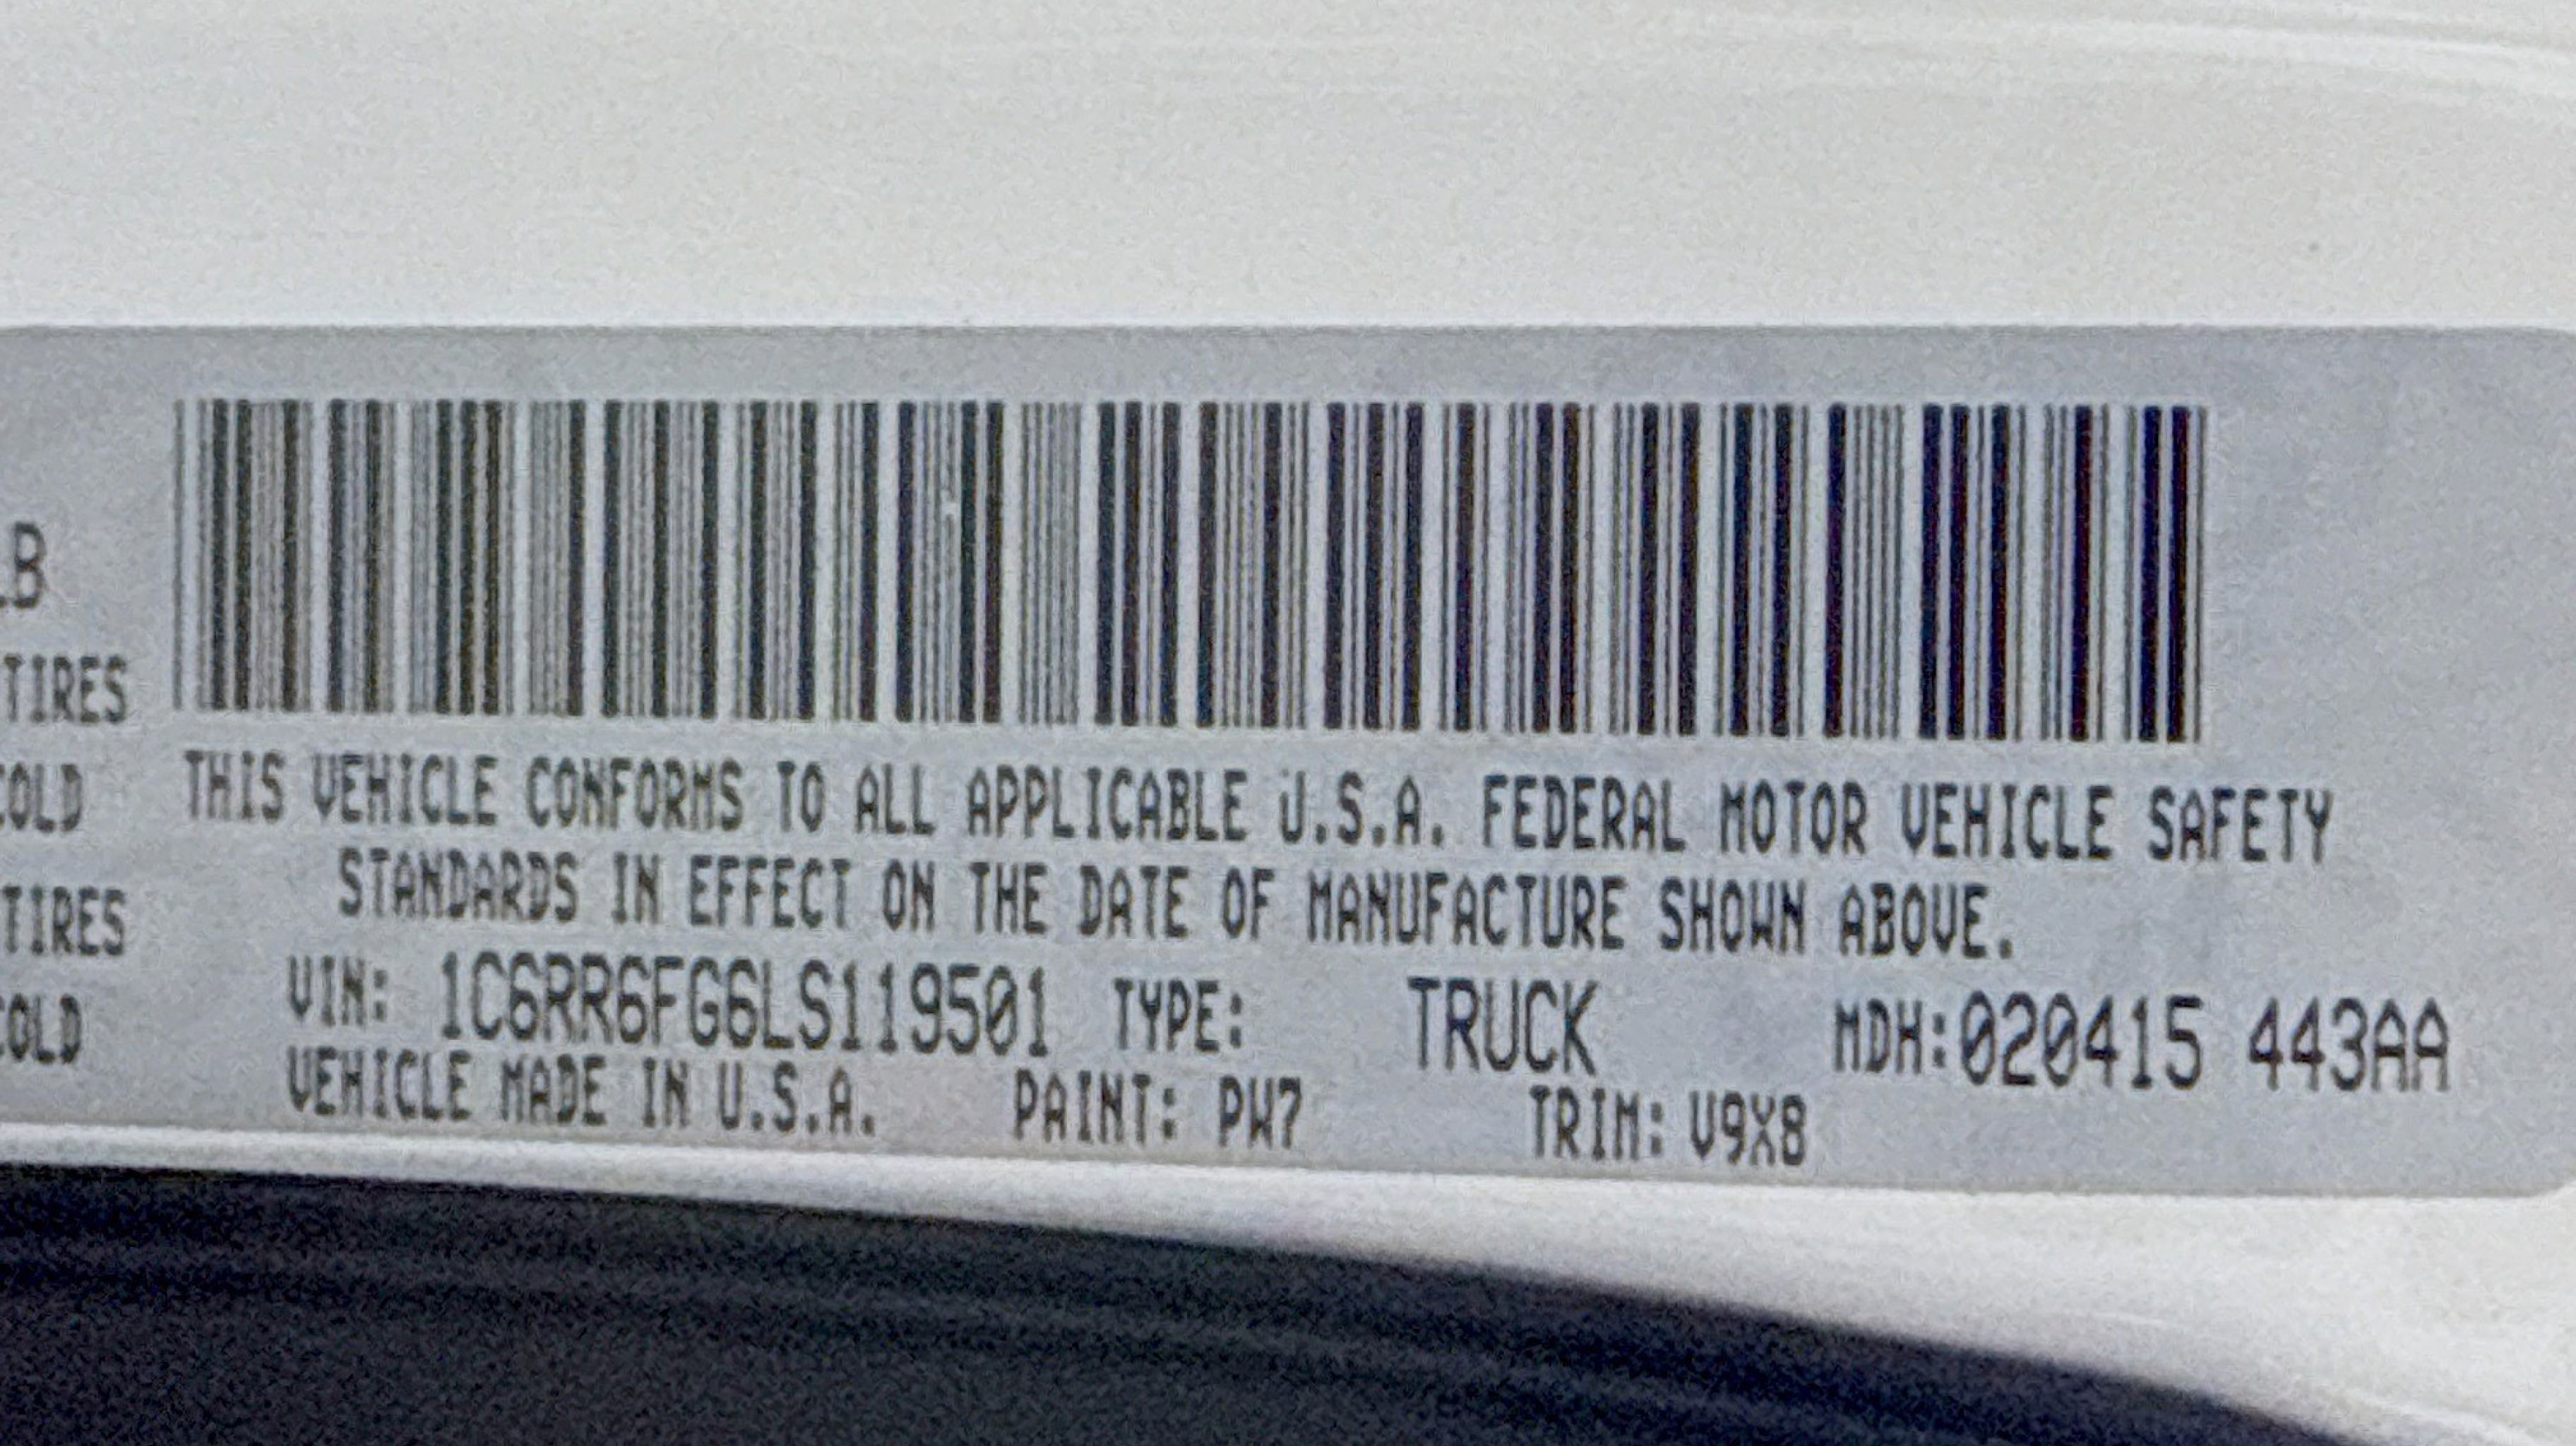 LB
TIRES
COLD
TIRES
COLD
THIS VEHICLE CONFORMS TO ALL APPLICABLE U.S.A. FEDERAL MOTOR VEHICLE SAFETY
STANDARDS IN EFFECT ON THE DATE OF MANUFACTURE SHOWN ABOVE.
VIN: 1C6RR6FG6LS119501 TYPE: TRUCK MDH:020415 443AA
VEHICLE MADE IN U.S.A. PAINT: PW7 TRIM: V9X8